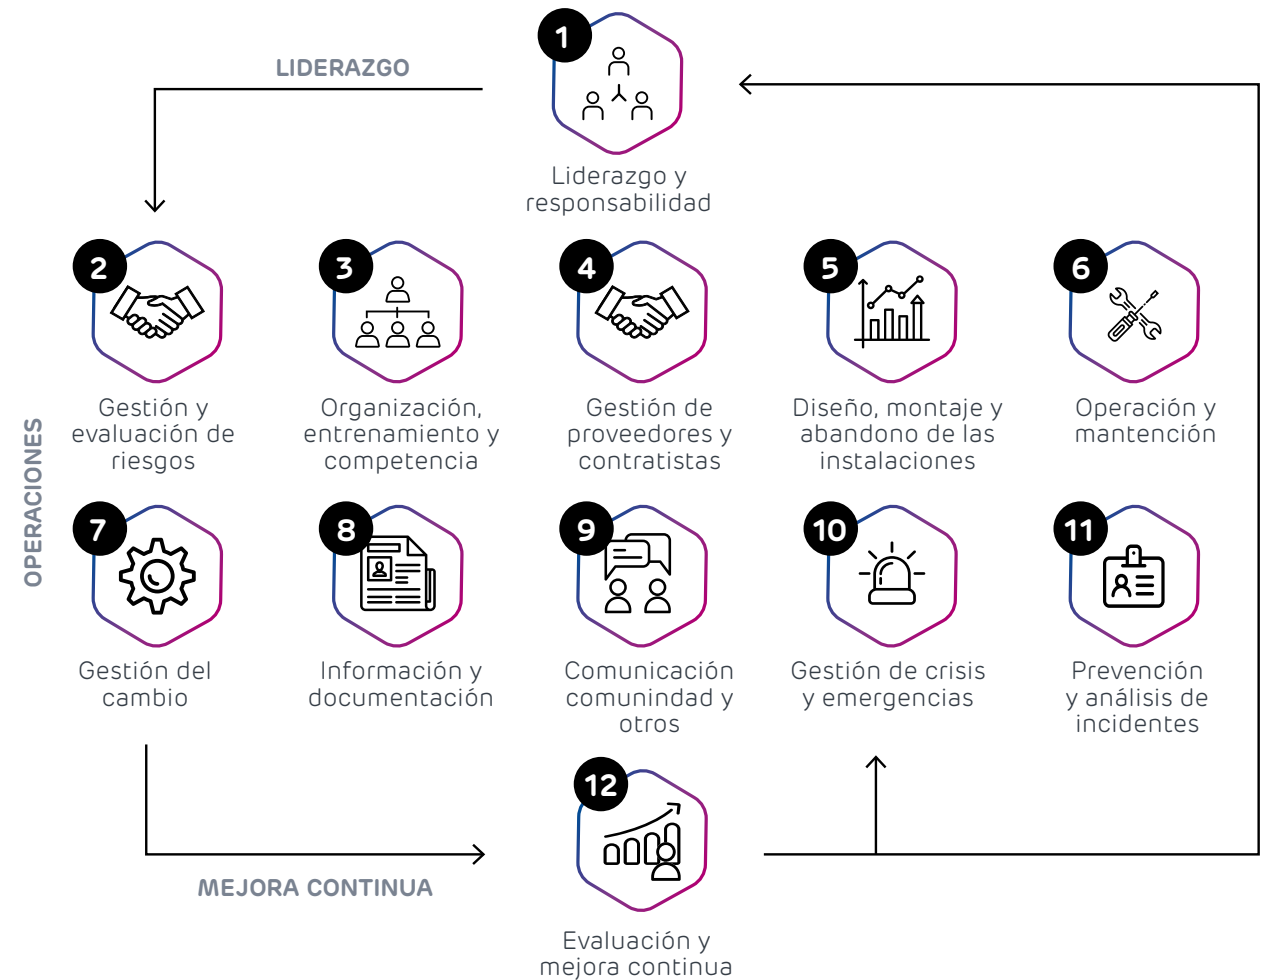 1
LIDERAZGO
Liderazgo y
responsabilidad
2
3
4
5
6
Gestión y
evaluación de
riesgos
Organización,
entrenamiento y
competencia
Gestión de
proveedores y
contratistas
Diseño, montaje y
abandono de las
instalaciones
Operación y
mantención
OPERACIONES
7
8
9
10
11
Gestión del
cambio
Información y
documentación
Comunicación
comunindad y
otros
Gestión de crisis
y emergencias
Prevención
y análisis de
incidentes
12
MEJORA CONTINUA
Evaluación y
mejora continua